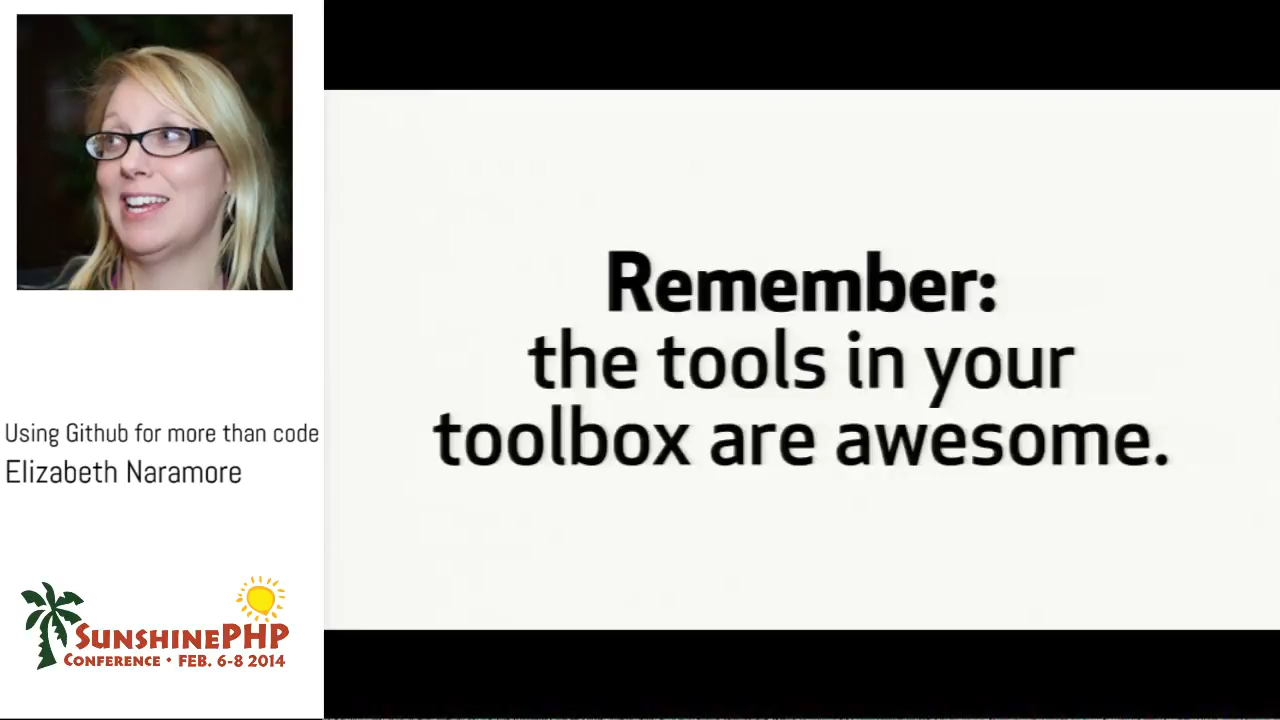 Using Github for more than code
Elizabeth Naramore
SUNSHINEPHP
CONFERENCE • FEB. 6-8 2014
Remember:
the tools in your
toolbox are awesome.